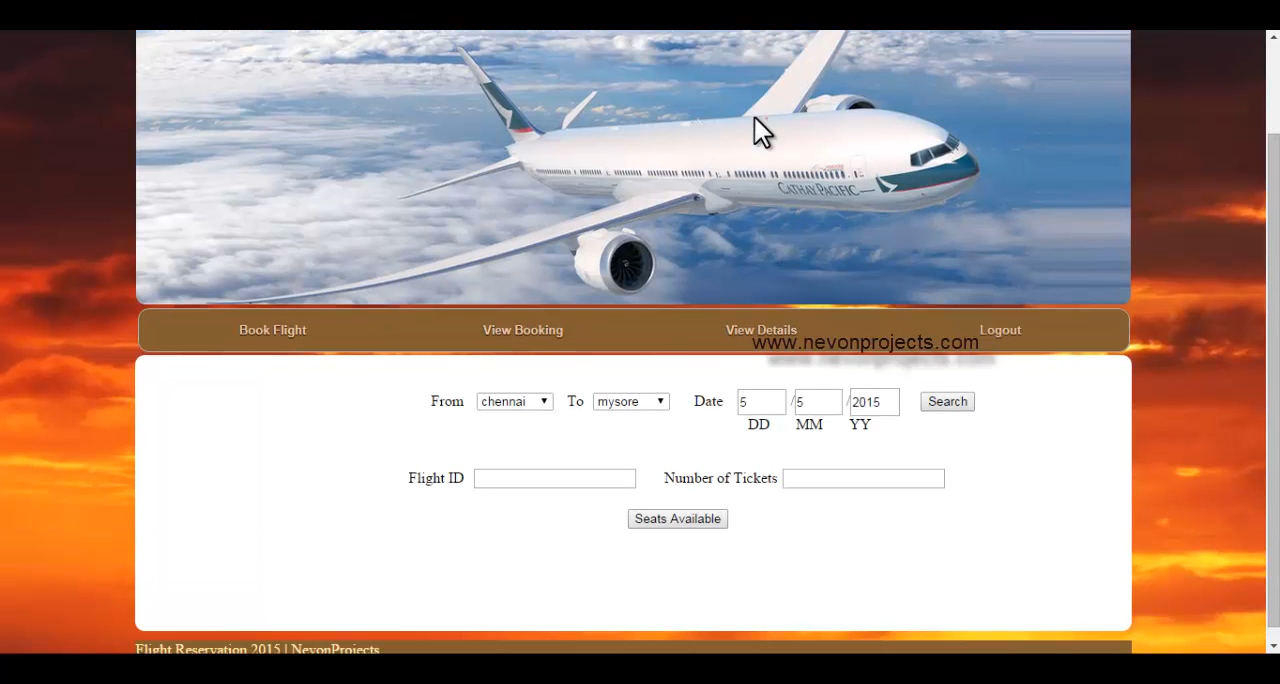 CATHAY PACIFIC
Book Flight View Booking View Details Logout
www.nevonprojects.com
From chennai To mysore Date 5 / 5 / 2015 Search
DD MM YY
Flight ID Number of Tickets
Seats Available
Flight Reservation 2015 | NevonProjects